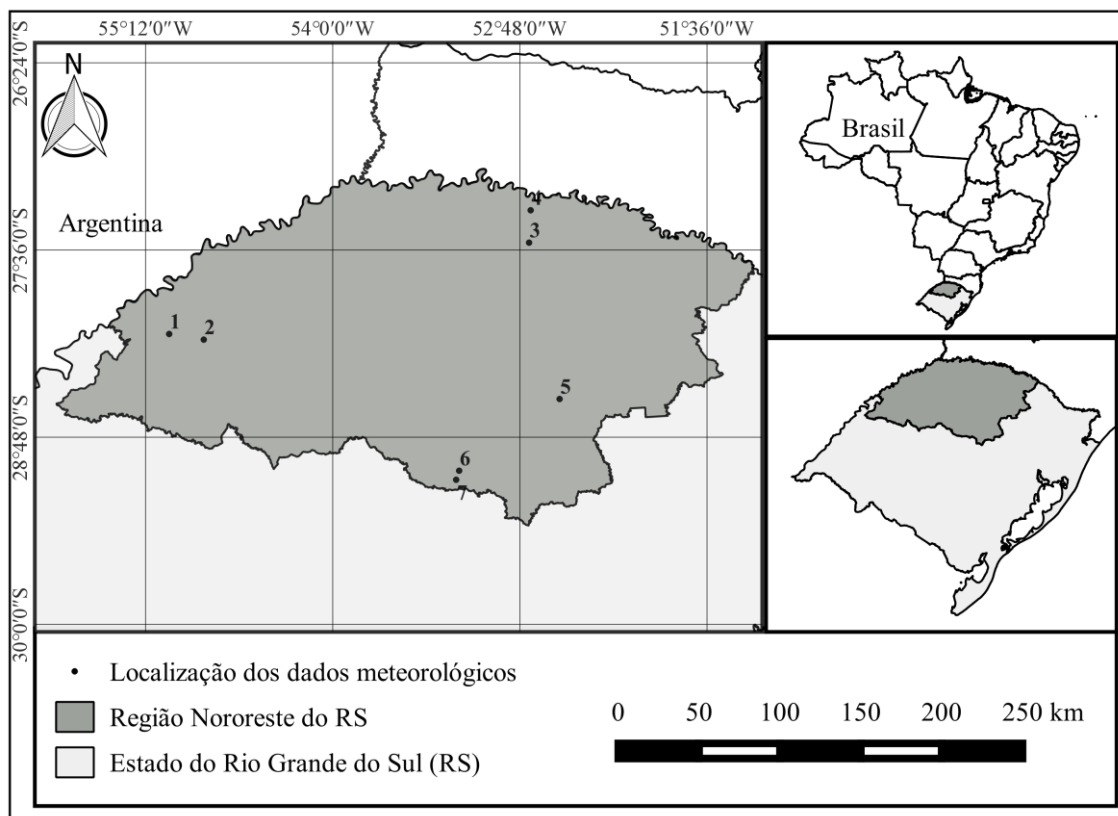 55°12'0"W 54°0'0"W 52°48'0"W 51°36'0"W
26°24'0"S
27°36'0"S
28°48'0"S
30°0'0"S
N
Argentina
4
3
1
2
5
6
7
Brasil
Localização dos dados meteorológicos
Região Nororeste do RS
Estado do Rio Grande do Sul (RS)
0 50 100 150 200 250 km